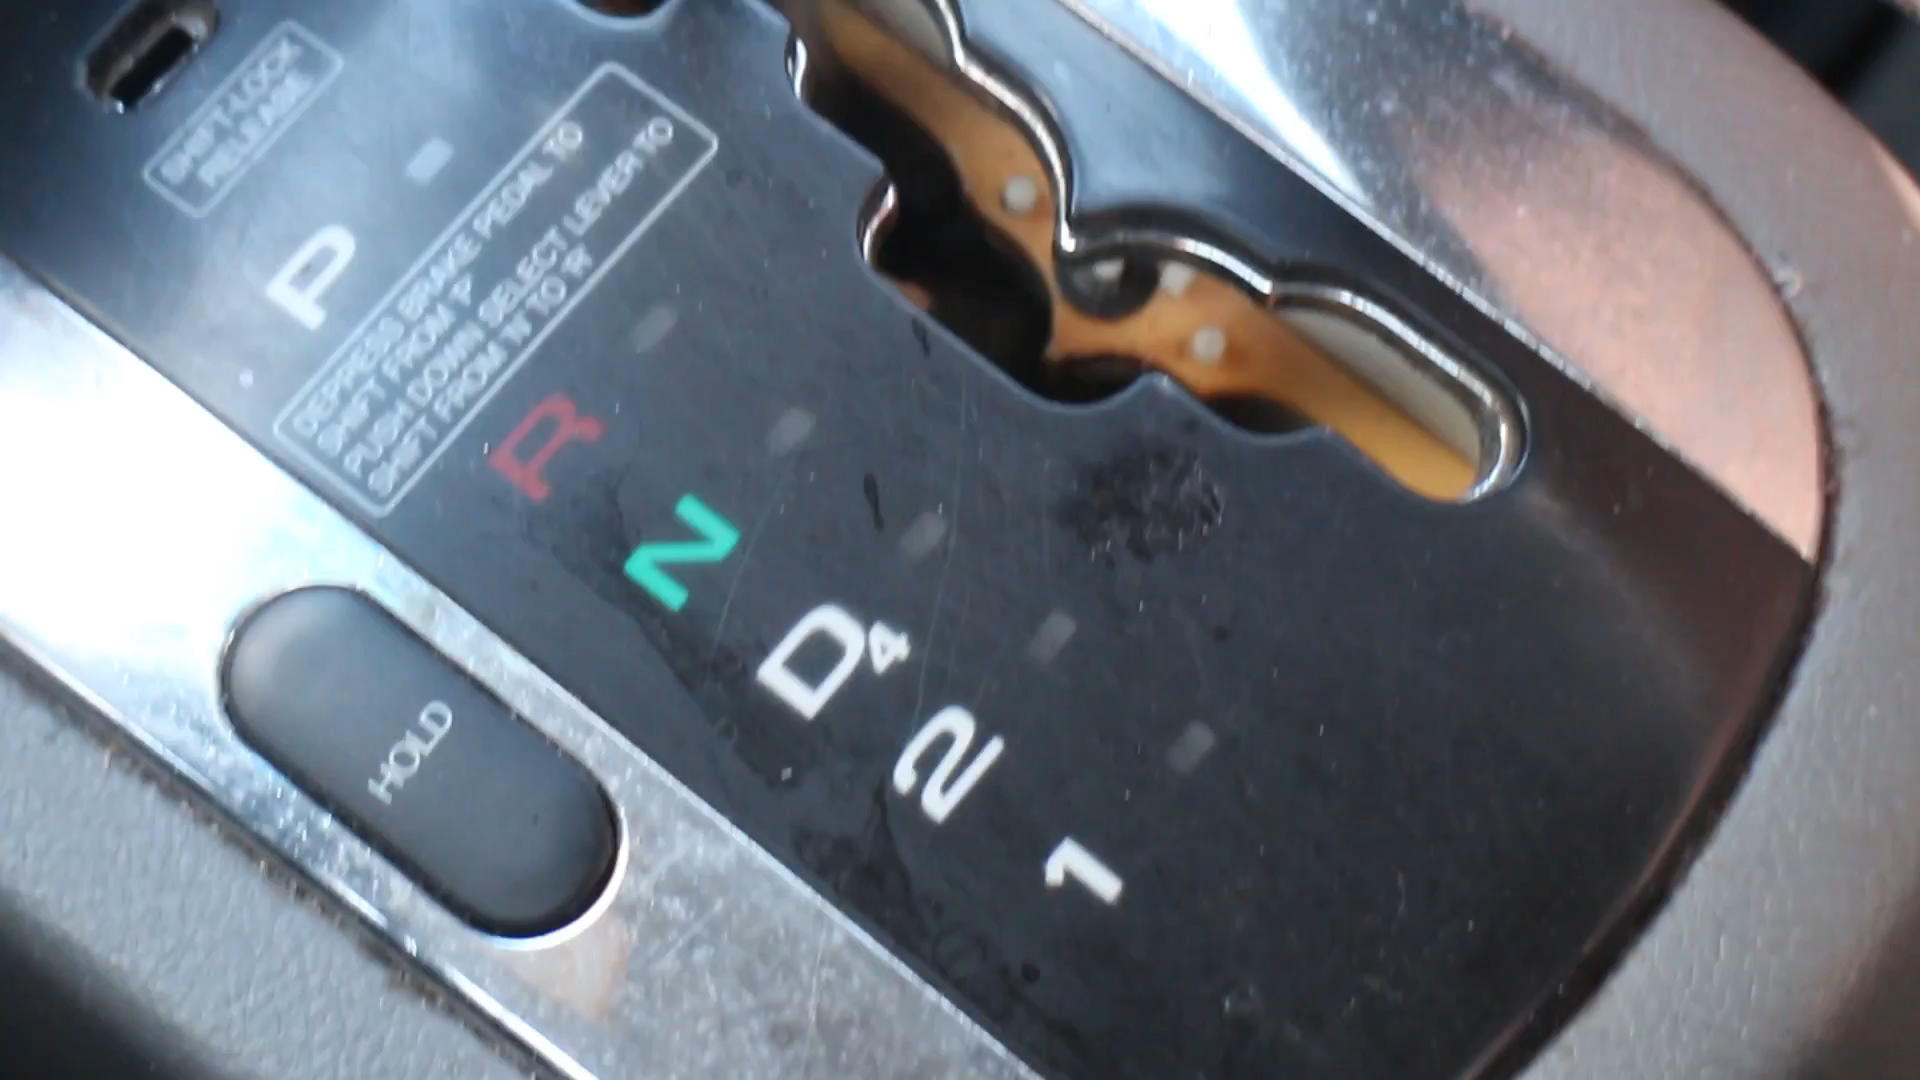 SHIFT-LOCK
RELEASE
P
DEPRESS BRAKE PEDAL TO
SHIFT FROM 'P'
PUSH DOWN SELECT LEVER TO
SHIFT FROM 'N' TO 'R'
R
N
D4
2
1
HOLD